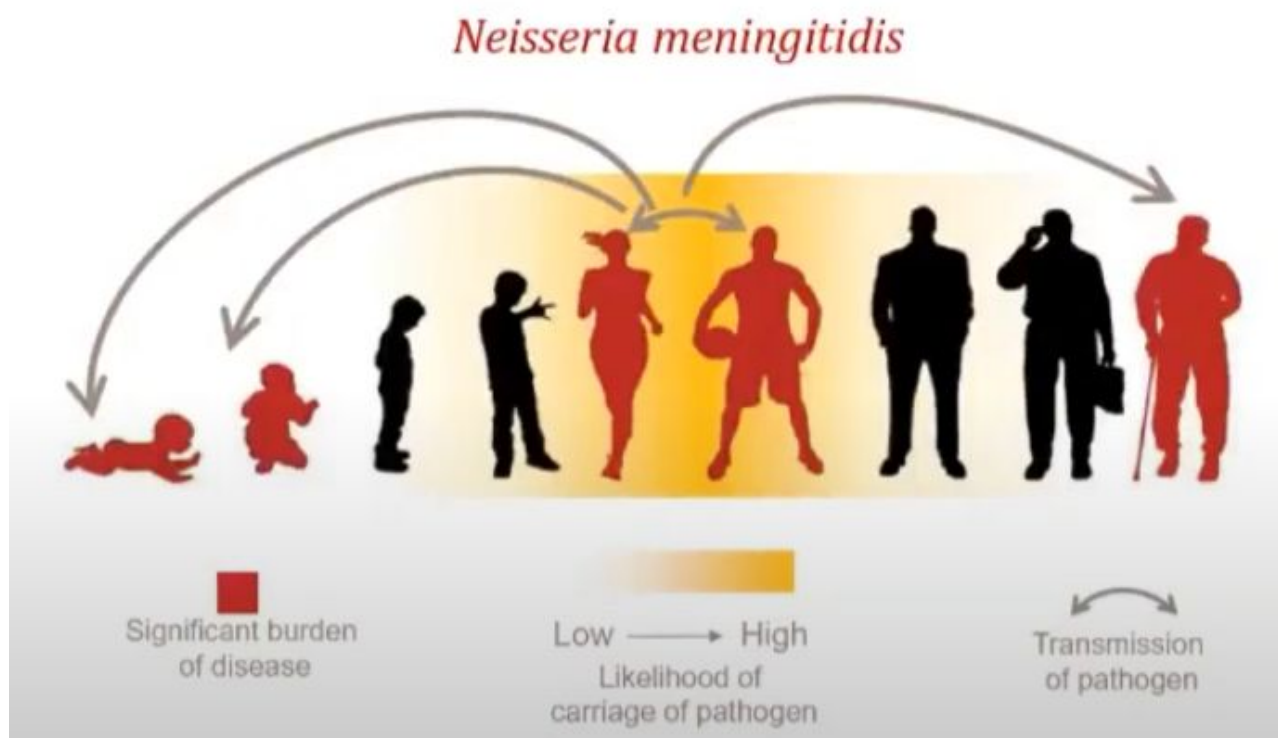 Neisseria meningitidis
Significant burden
of disease
Low High
Likelihood of
carriage of pathogen
Transmission
of pathogen